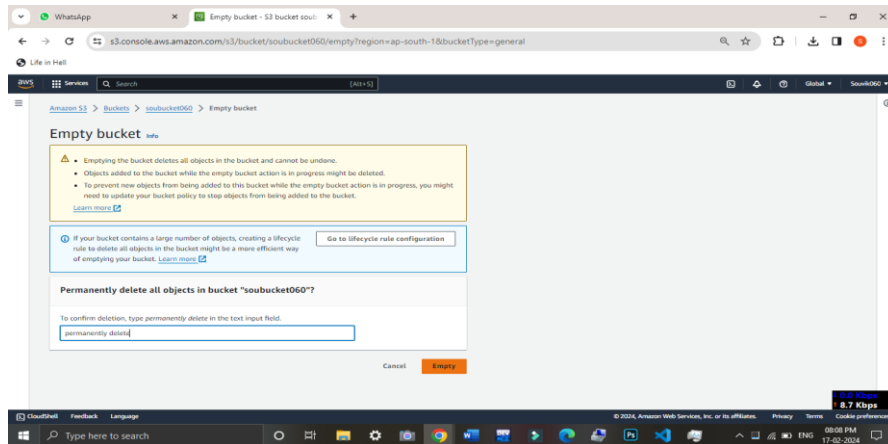 WhatsApp
Empty bucket - S3 bucket soub
s3.console.aws.amazon.com/s3/bucket/soubucket060/empty?region=ap-south-1&bucketType=general
S
Life in Hell
aws
Services
Search
[Alt+S]
Global
Souvik060
Amazon S3 > Buckets > soubucket060 > Empty bucket
Empty bucket Info
• Emptying the bucket deletes all objects in the bucket and cannot be undone.
• Objects added to the bucket while the empty bucket action is in progress might be deleted.
• To prevent new objects from being added to this bucket while the empty bucket action is in progress, you might
need to update your bucket policy to stop objects from being added to the bucket.
Learn more
If your bucket contains a large number of objects, creating a lifecycle
rule to delete all objects in the bucket might be a more efficient way
of emptying your bucket. Learn more
Go to lifecycle rule configuration
Permanently delete all objects in bucket "soubucket060"?
To confirm deletion, type permanently delete in the text input field.
permanently delete
Cancel
Empty
0.0 Kbps
8.7 Kbps
CloudShell
Feedback
Language
© 2024, Amazon Web Services, Inc. or its affiliates.
Privacy
Terms
Cookie preferences
Type here to search
Ps
ENG
08:08 PM
17-02-2024